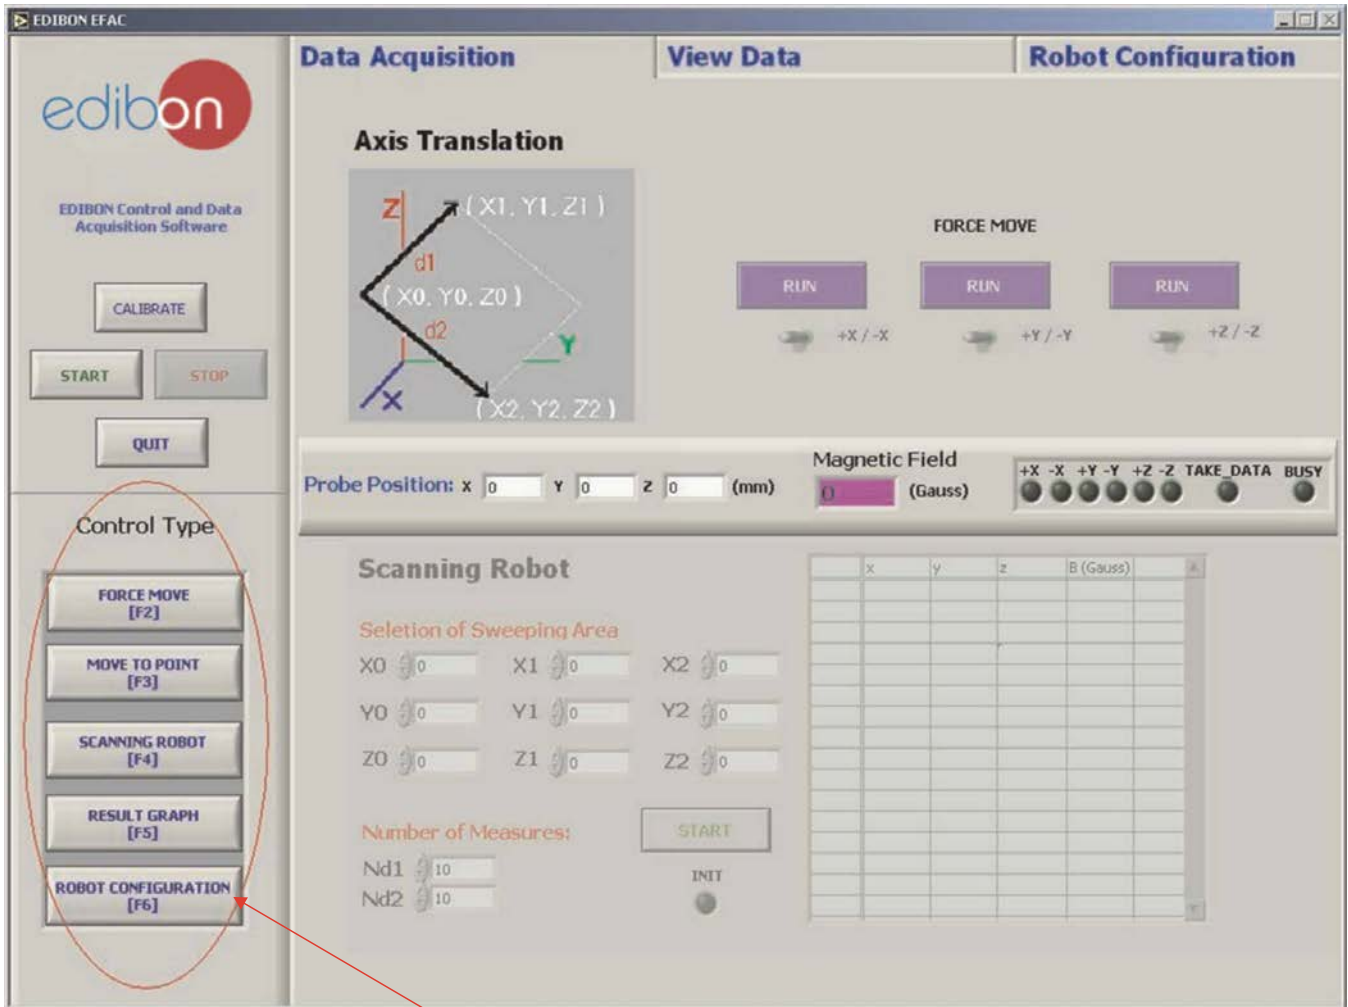 EDIBON EFAC
edibon
EDIBON Control and Data
Acquisition Software
CALIBRATE
START STOP
QUIT
Control Type
FORCE MOVE
[F2]
MOVE TO POINT
[F3]
SCANNING ROBOT
[F4]
RESULT GRAPH
[F5]
ROBOT CONFIGURATION
[F6]
Data Acquisition View Data Robot Configuration
Axis Translation
Z (X1, Y1, Z1)
d1
(X0, Y0, Z0)
d2
Y
X
(X2, Y2, Z2)
FORCE MOVE
RUN RUN RUN
+X / -X +Y / -Y +Z / -Z
Probe Position: X 0 Y 0 Z 0 (mm)
Magnetic Field
0 (Gauss)
+X -X +Y -Y +Z -Z TAKE_DATA BUSY
Scanning Robot
Seletion of Sweeping Area
X0 0 X1 0 X2 0
Y0 0 Y1 0 Y2 0
Z0 0 Z1 0 Z2 0
Number of Measures:
Nd1 10
Nd2 10
START
INIT
x y z B (Gauss)